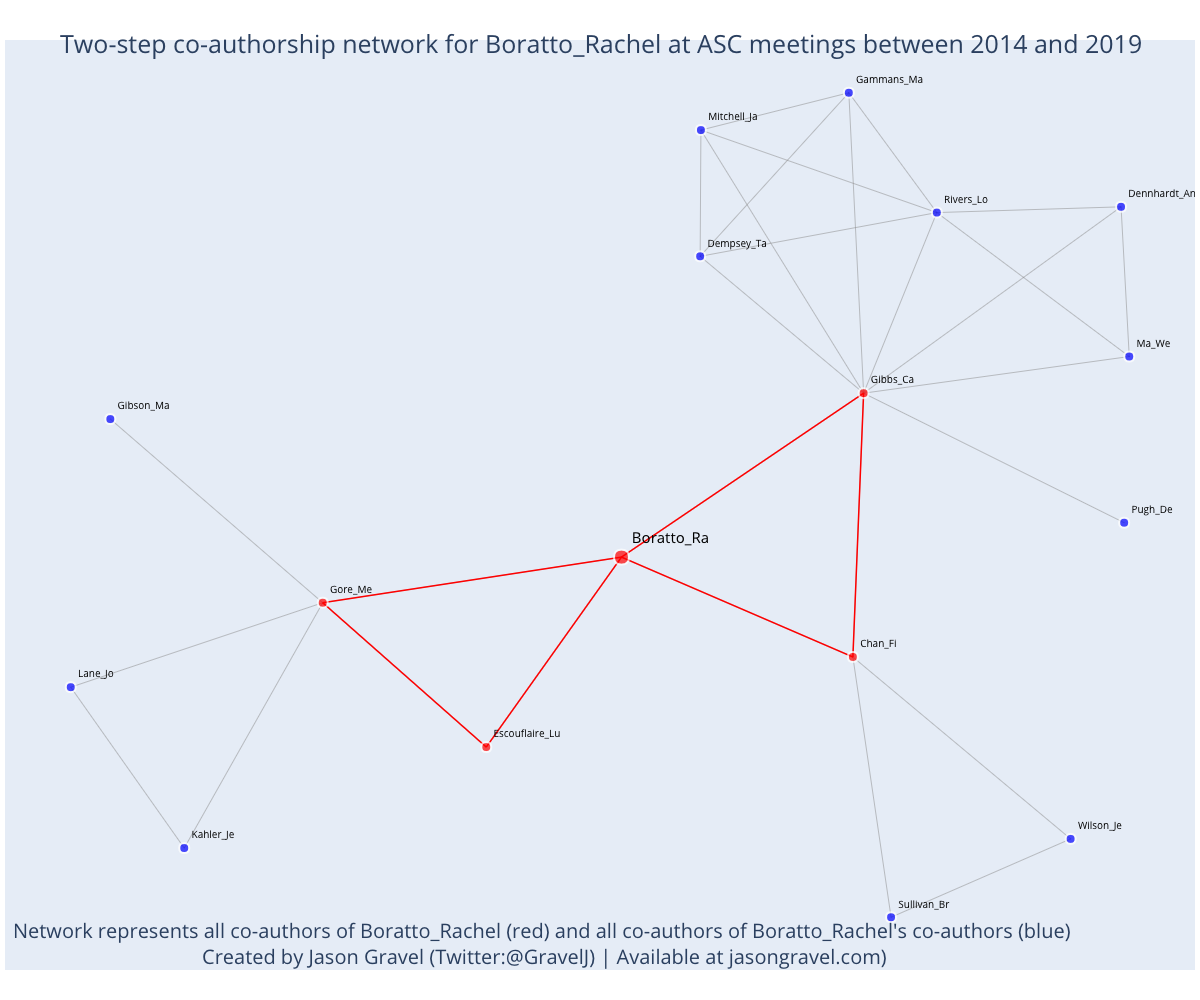 Two-step co-authorship network for Boratto_Rachel at ASC meetings between 2014 and 2019
Gammans_Ma
Mitchell_Ja
Dennhardt_An
Rivers_Lo
Dempsey_Ta
Ma_We
Gibbs_Ca
Gibson_Ma
Pugh_De
Boratto_Ra
Gore_Me
Chan_Fi
Lane_Jo
Escouflaire_Lu
Wilson_Je
Kahler_Je
Sullivan_Br
Network represents all co-authors of Boratto_Rachel (red) and all co-authors of Boratto_Rachel's co-authors (blue)
Created by Jason Gravel (Twitter:@GravelJ) | Available at jasongravel.com)